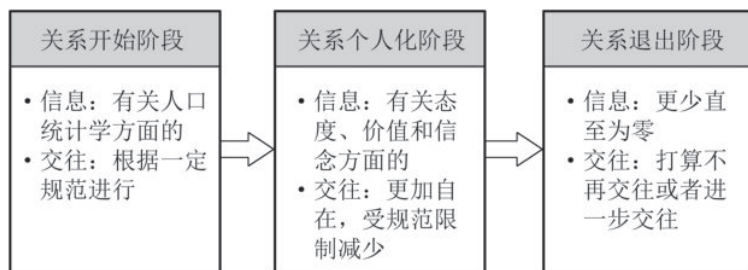 关系开始阶段
• 信息：有关人口
统计学方面的
• 交往：根据一定
规范进行
关系个人化阶段
• 信息：有关态
度、价值和信
念方面的
• 交往：更加自
在，受规范限
制减少
关系退出阶段
• 信息：更少直
至为零
• 交往：打算不
再交往或者进
一步交往